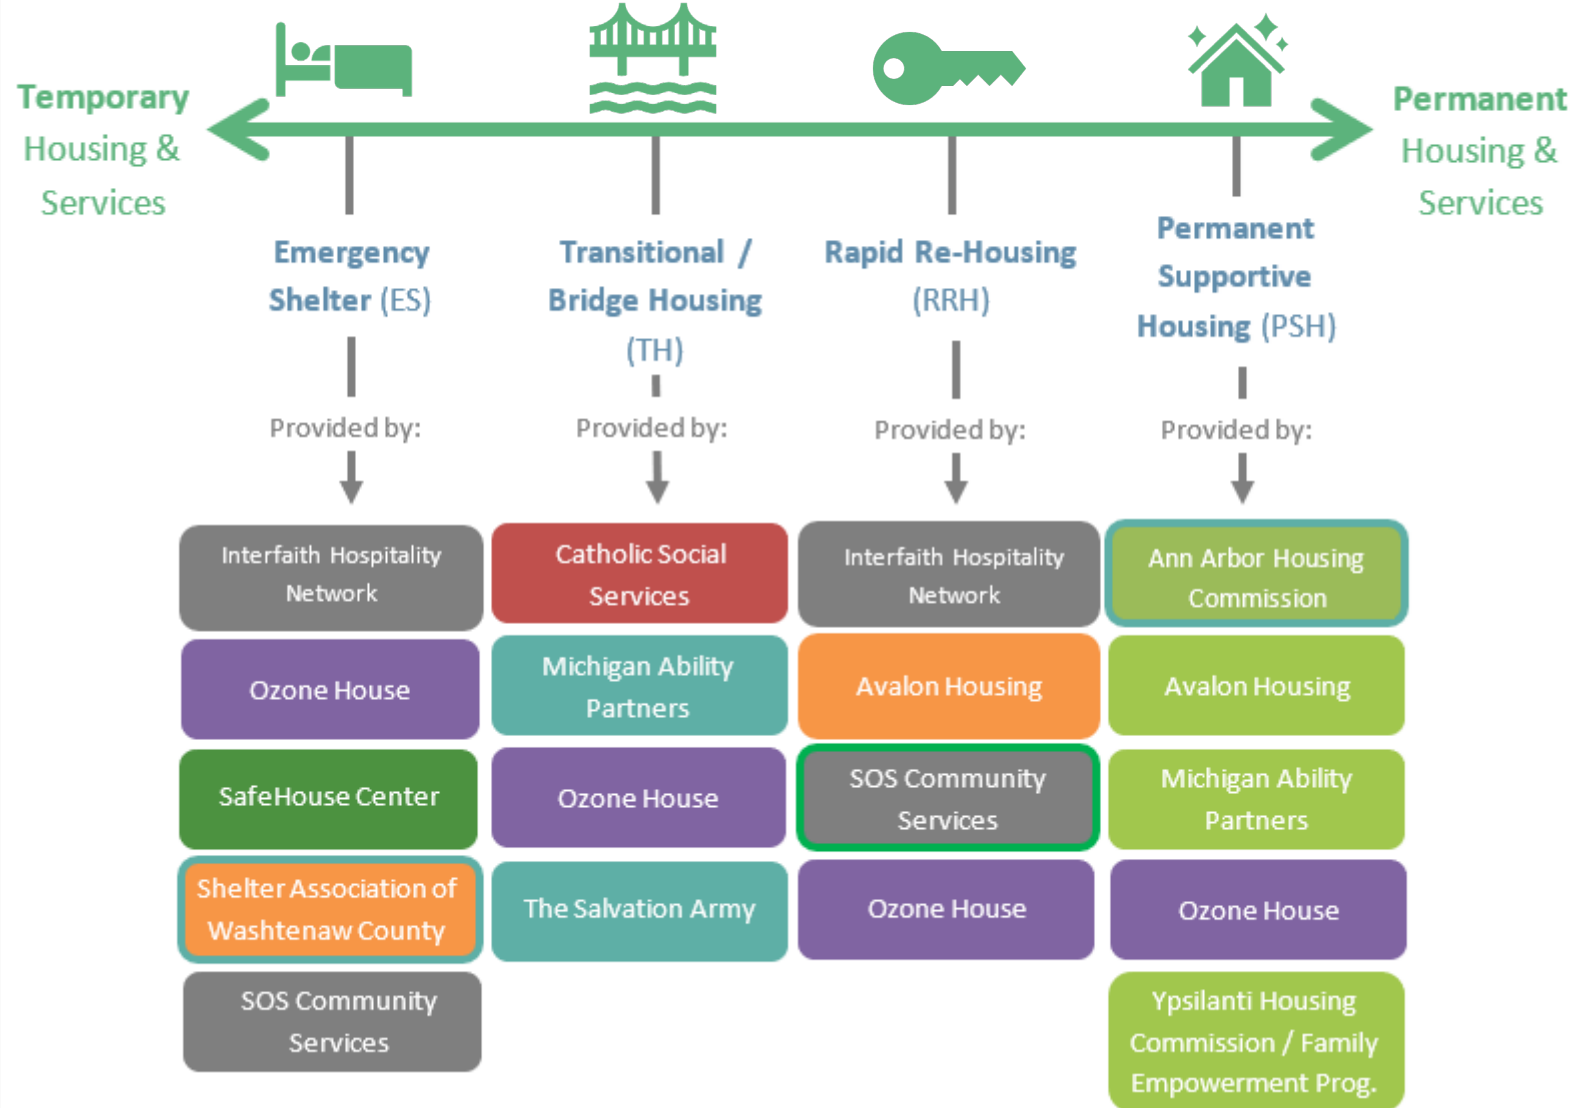 Temporary
Housing &
Services
Permanent
Housing &
Services
Emergency
Shelter (ES)
Provided by:
Interfaith Hospitality
Network
Ozone House
SafeHouse Center
Shelter Association of
Washtenaw County
SOS Community
Services
Transitional /
Bridge Housing
(TH)
Provided by:
Catholic Social
Services
Michigan Ability
Partners
Ozone House
The Salvation Army
Rapid Re-Housing
(RRH)
Provided by:
Interfaith Hospitality
Network
Avalon Housing
SOS Community
Services
Ozone House
Permanent
Supportive
Housing (PSH)
Provided by:
Ann Arbor Housing
Commission
Avalon Housing
Michigan Ability
Partners
Ozone House
Ypsilanti Housing
Commission / Family
Empowerment Prog.